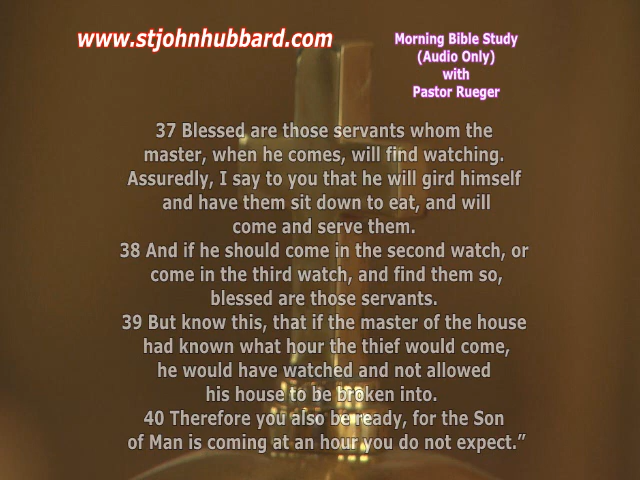 www.stjohnhubbard.com
Morning Bible Study
(Audio Only)
with
Pastor Rueger
37 Blessed are those servants whom the
master, when he comes, will find watching.
Assuredly, I say to you that he will gird himself
and have them sit down to eat, and will
come and serve them.
38 And if he should come in the second watch, or
come in the third watch, and find them so,
blessed are those servants.
39 But know this, that if the master of the house
had known what hour the thief would come,
he would have watched and not allowed
his house to be broken into.
40 Therefore you also be ready, for the Son
of Man is coming at an hour you do not expect.”